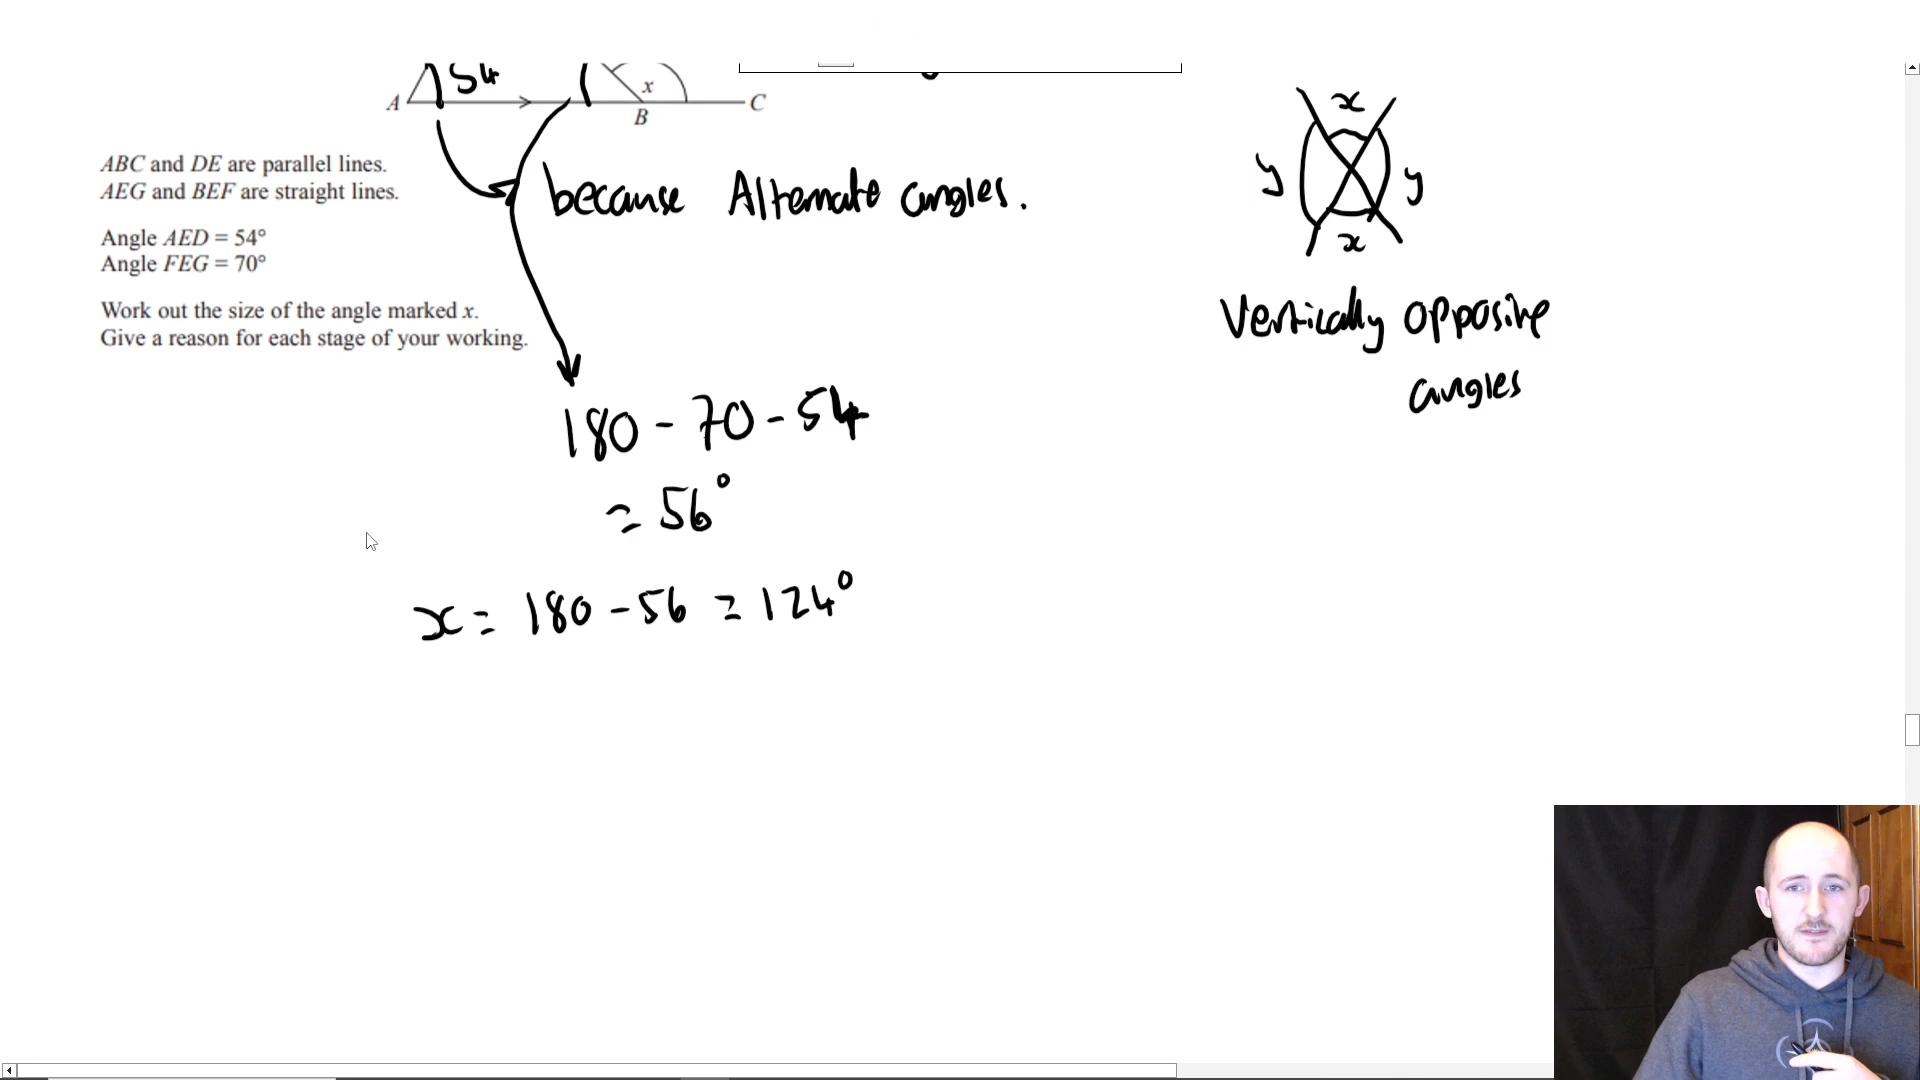 54
x
A
C
B
ABC and DE are parallel lines.
AEG and BEF are straight lines.
because Alternate angles.
Angle AED = 54°
Angle FEG = 70°
Work out the size of the angle marked x.
Give a reason for each stage of your working.
180 - 70 - 54
= 56°
x = 180 - 56 = 124°
x
y
y
x
Vertically opposite
angles